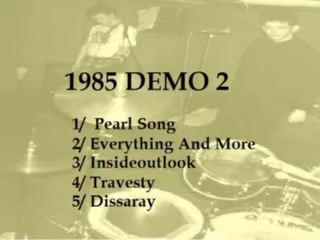 1985 DEMO 2
1/ Pearl Song
2/ Everything And More
3/ Insideoutlook
4/ Travesty
5/ Dissaray